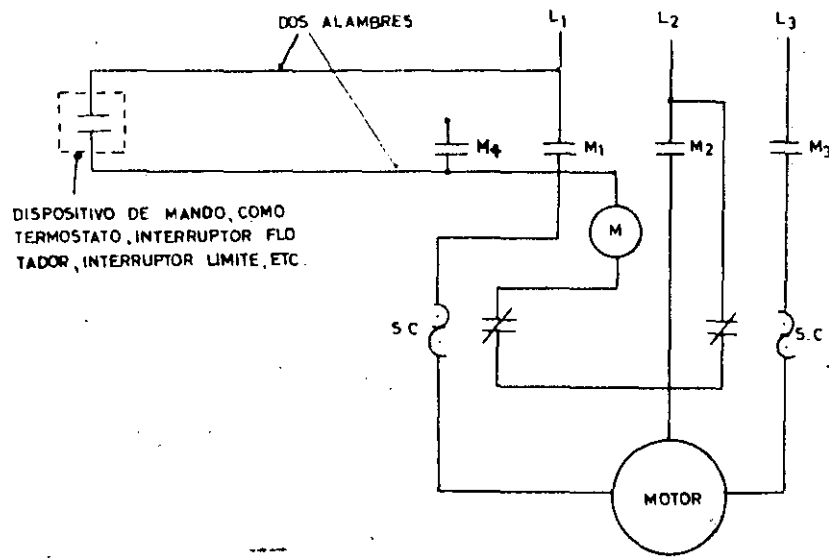 DOS ALAMBRES
L1
L2
L3
M4
M1
M2
M3
DISPOSITIVO DE MANDO, COMO
TERMOSTATO, INTERRUPTOR FLO
TADOR, INTERRUPTOR LIMITE, ETC.
M
S C
S.C
MOTOR